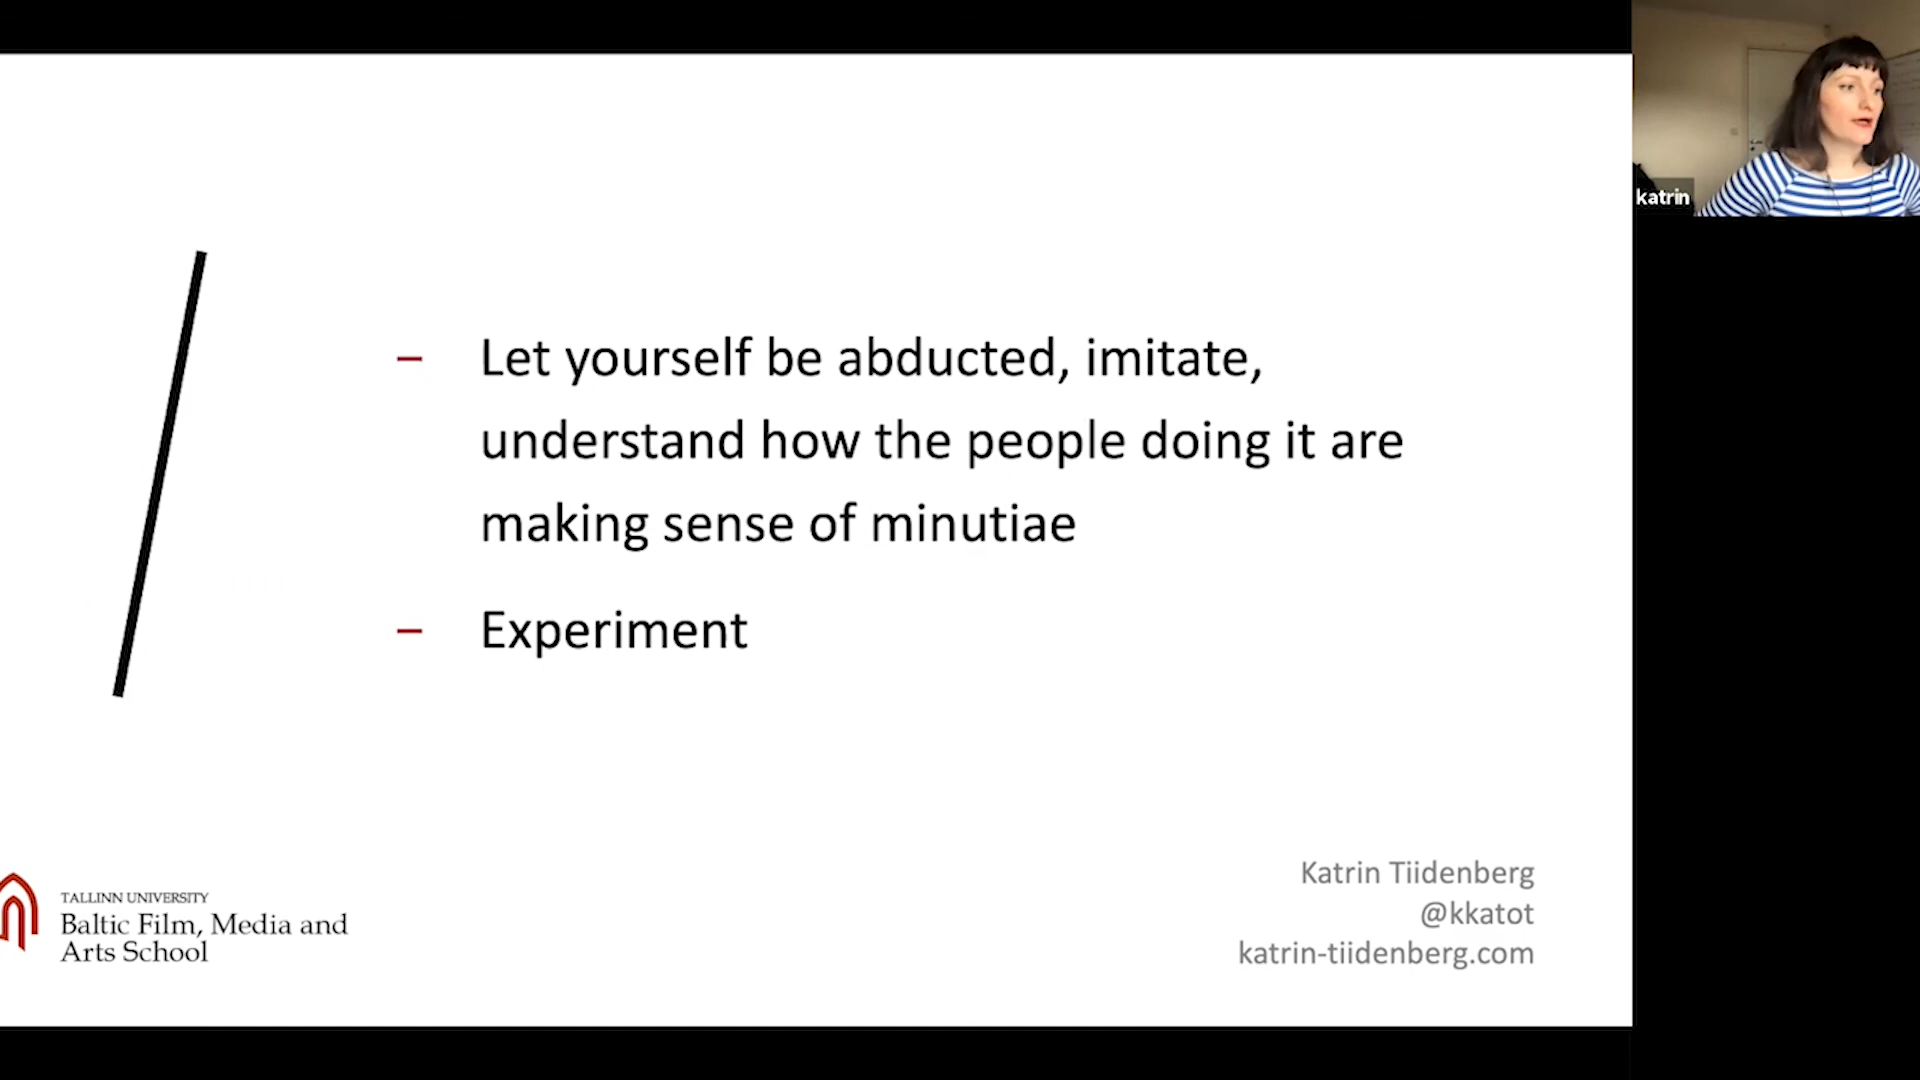 katrin
– Let yourself be abducted, imitate,
understand how the people doing it are
making sense of minutiae
– Experiment
TALLINN UNIVERSITY
Baltic Film, Media and
Arts School
Katrin Tiidenberg
@kkatot
katrin-tiidenberg.com